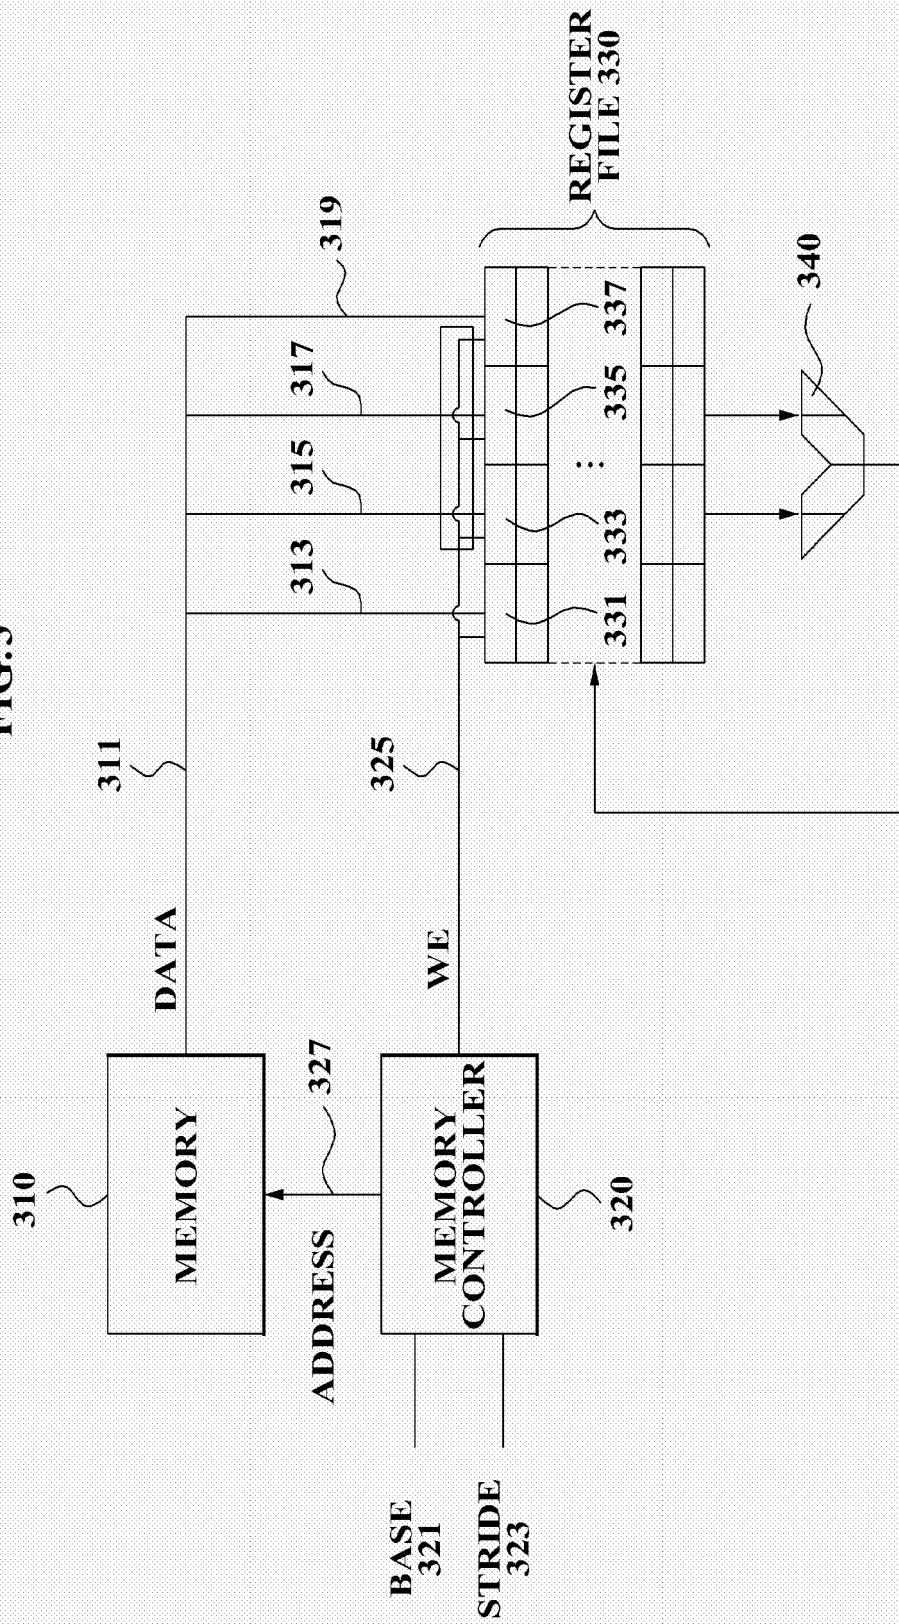 FIG.3
310
MEMORY
DATA
311
313
315
317
319
ADDRESS
327
BASE
321
STRIDE
323
MEMORY
CONTROLLER
320
WE
325
REGISTER
FILE 330
331
333
335
337
340